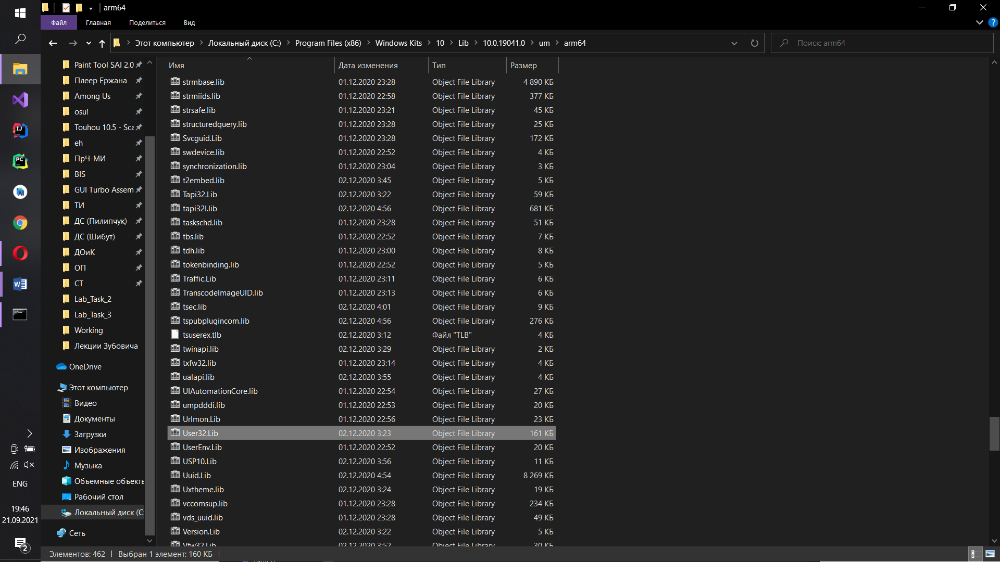 arm64
Файл Главная Поделиться Вид
Этот компьютер Локальный диск (C:) Program Files (x86) Windows Kits 10 Lib 10.0.19041.0 um arm64
Поиск: arm64
Paint Tool SAI 2.0
Плеер Ержана
Among Us
osu!
Touhou 10.5 - Sca
eh
ПрЧ-МИ
BIS
GUI Turbo Assem
ТИ
ДС (Пилипчук)
ДС (Шибут)
ДОиК
ОП
СТ
Lab_Task_2
Lab_Task_3
Working
Лекции Зубовича
OneDrive
Этот компьютер
Видео
Документы
Загрузки
Изображения
Музыка
Объемные объекты
Рабочий стол
Локальный диск (C:
Сеть
Имя Дата изменения Тип Размер
strmbase.lib 01.12.2020 23:28 Object File Library 4 890 КБ
strmiids.lib 01.12.2020 22:58 Object File Library 377 КБ
strsafe.lib 01.12.2020 23:21 Object File Library 45 КБ
structuredquery.lib 01.12.2020 23:28 Object File Library 25 КБ
Svcguid.Lib 01.12.2020 23:28 Object File Library 172 КБ
swdevice.lib 01.12.2020 22:52 Object File Library 4 КБ
synchronization.lib 01.12.2020 23:04 Object File Library 3 КБ
t2embed.lib 02.12.2020 3:45 Object File Library 5 КБ
Tapi32.Lib 02.12.2020 3:22 Object File Library 59 КБ
tapi32l.lib 02.12.2020 4:56 Object File Library 681 КБ
taskschd.lib 01.12.2020 23:28 Object File Library 51 КБ
tbs.lib 01.12.2020 22:52 Object File Library 7 КБ
tdh.lib 01.12.2020 23:00 Object File Library 8 КБ
tokenbinding.lib 01.12.2020 22:52 Object File Library 5 КБ
Traffic.Lib 01.12.2020 23:11 Object File Library 6 КБ
TranscodeImageUID.lib 01.12.2020 23:13 Object File Library 6 КБ
tsec.lib 02.12.2020 4:01 Object File Library 9 КБ
tspubplugincom.lib 02.12.2020 4:56 Object File Library 276 КБ
tsuserex.tlb 02.12.2020 3:12 Файл "TLB" 4 КБ
twinapi.lib 02.12.2020 3:29 Object File Library 2 КБ
txfw32.lib 01.12.2020 23:14 Object File Library 4 КБ
ualapi.lib 02.12.2020 3:55 Object File Library 4 КБ
UIAutomationCore.lib 01.12.2020 22:54 Object File Library 27 КБ
umpdddi.lib 01.12.2020 22:53 Object File Library 20 КБ
Urlmon.Lib 01.12.2020 22:56 Object File Library 23 КБ
User32.Lib 02.12.2020 3:23 Object File Library 161 КБ
UserEnv.Lib 01.12.2020 22:52 Object File Library 20 КБ
USP10.Lib 02.12.2020 3:56 Object File Library 11 КБ
Uuid.Lib 02.12.2020 4:54 Object File Library 8 269 КБ
Uxtheme.lib 02.12.2020 3:24 Object File Library 19 КБ
vccomsup.lib 01.12.2020 23:28 Object File Library 234 КБ
vds_uuid.lib 01.12.2020 23:28 Object File Library 49 КБ
Version.Lib 02.12.2020 3:22 Object File Library 5 КБ
Vfw32.Lib 02.12.2020 3:52 Object File Library 30 КБ
Элементов: 462 Выбран 1 элемент: 160 КБ
ENG
19:46
21.09.2021
2